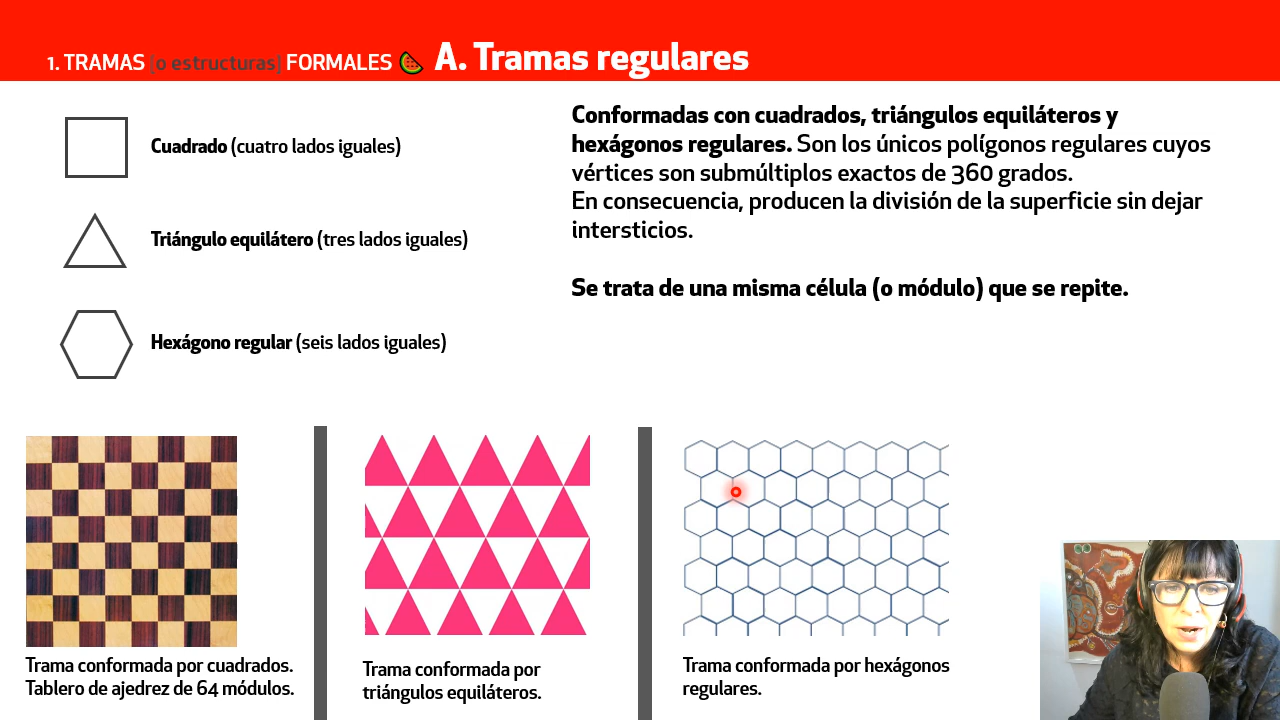 1. TRAMAS [o estructuras] FORMALES A. Tramas regulares
Cuadrado (cuatro lados iguales)
Triángulo equilátero (tres lados iguales)
Hexágono regular (seis lados iguales)
Conformadas con cuadrados, triángulos equiláteros y
hexágonos regulares. Son los únicos polígonos regulares cuyos
vértices son submúltiplos exactos de 360 grados.
En consecuencia, producen la división de la superficie sin dejar
intersticios.
Se trata de una misma célula (o módulo) que se repite.
Trama conformada por cuadrados.
Tablero de ajedrez de 64 módulos.
Trama conformada por
triángulos equiláteros.
Trama conformada por hexágonos
regulares.